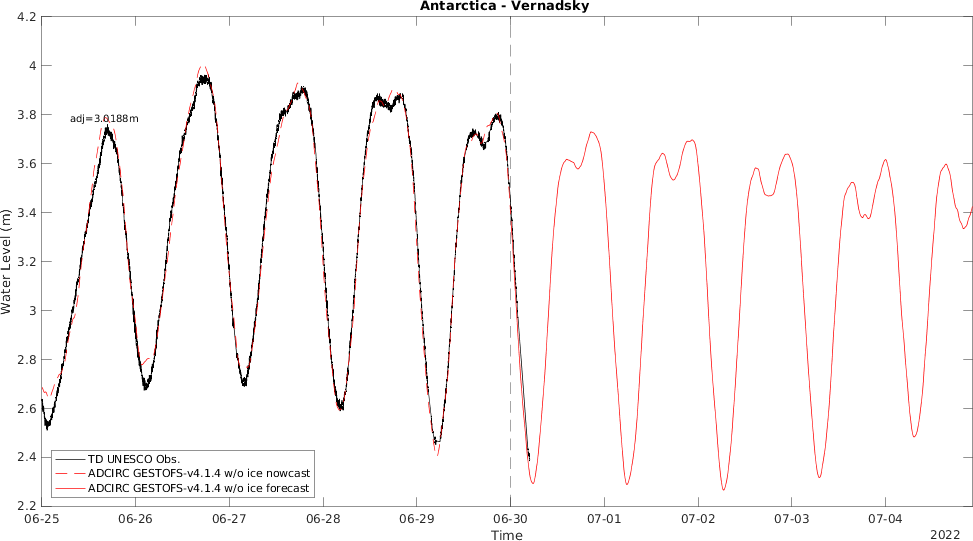 Antarctica - Vernadsky
4.2
4
3.8
3.6
3.4
3.2
3
2.8
2.6
2.4
2.2
Water Level (m)
adj=3.0188m
TD UNESCO Obs.
ADCIRC GESTOFS-v4.1.4 w/o ice nowcast
ADCIRC GESTOFS-v4.1.4 w/o ice forecast
06-25 06-26 06-27 06-28 06-29 06-30 07-01 07-02 07-03 07-04
Time
2022